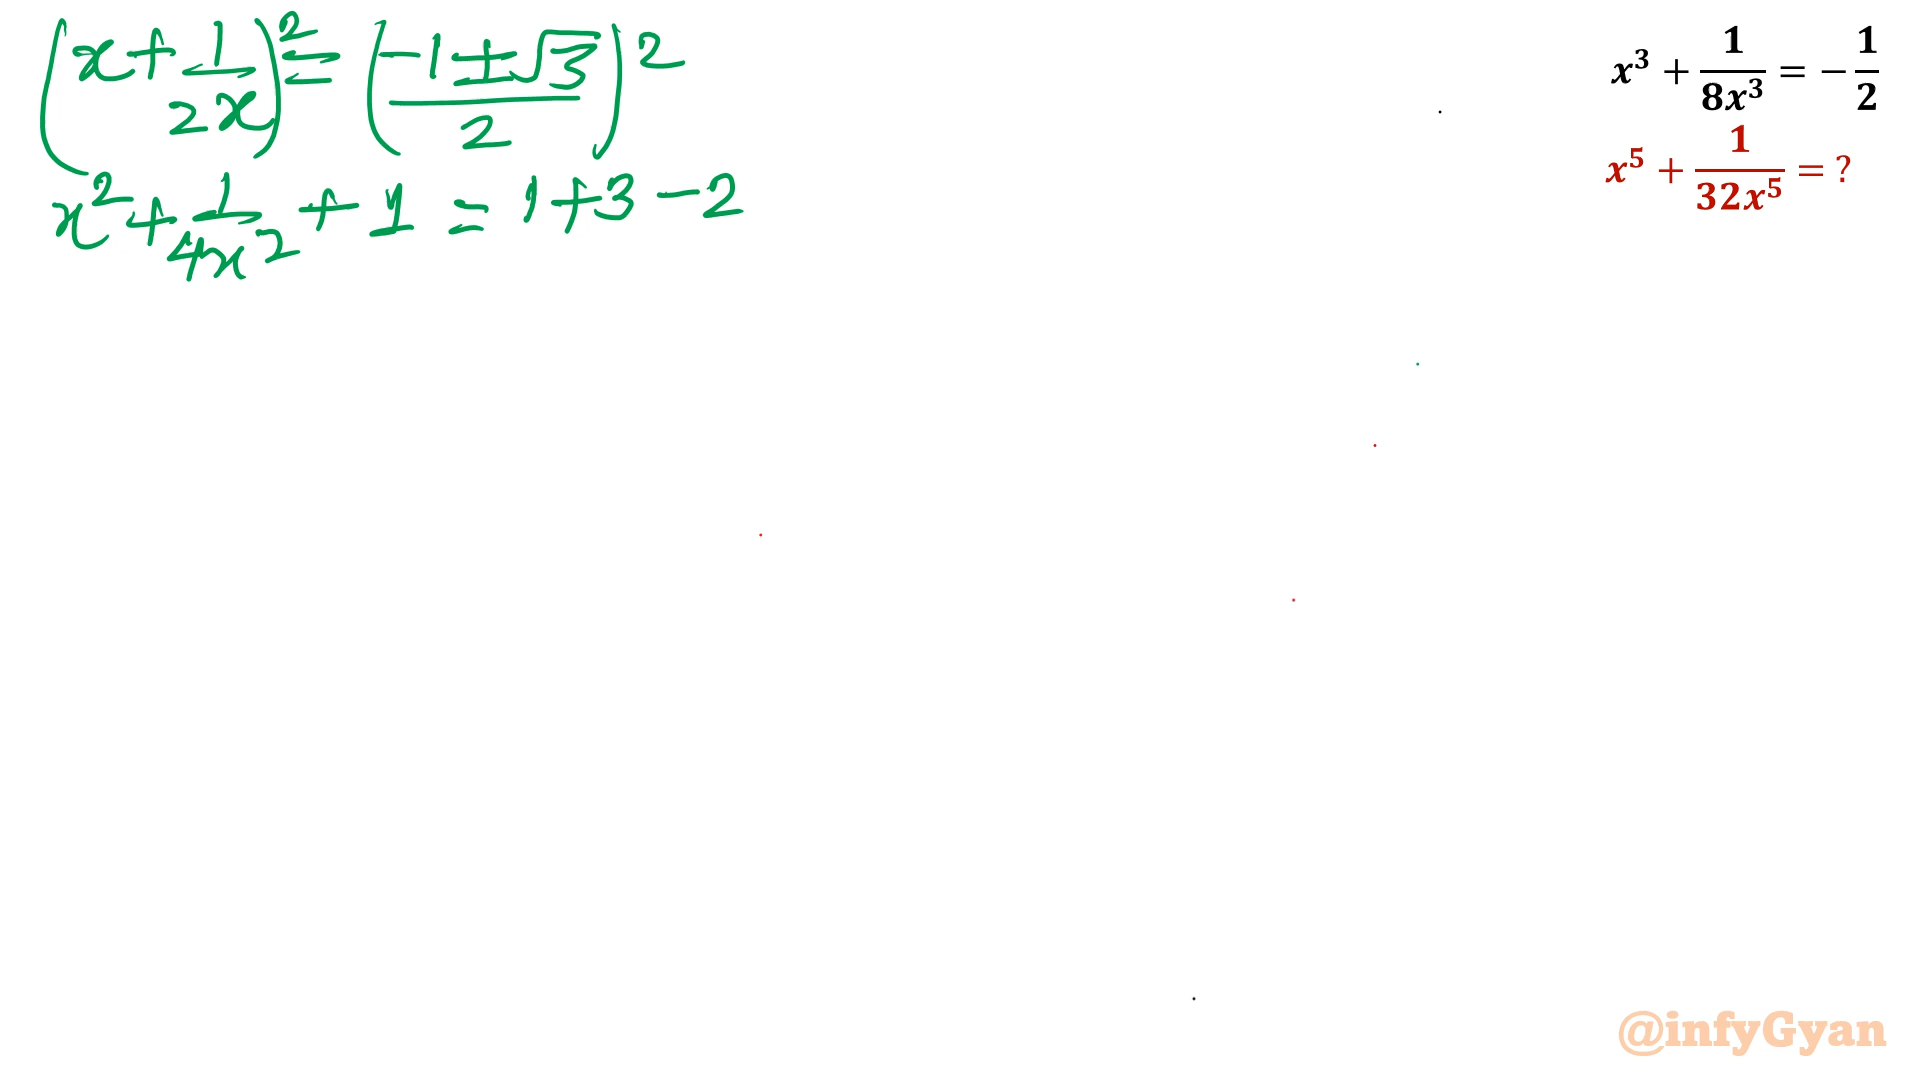 (x + 1/2x)² = ((-1 ± √3)/2)²
x² + 1/4x² + 1 = 1 + 3 - 2
x³ + 1/8x³ = -1/2
x⁵ + 1/32x⁵ = ?
@infyGyan